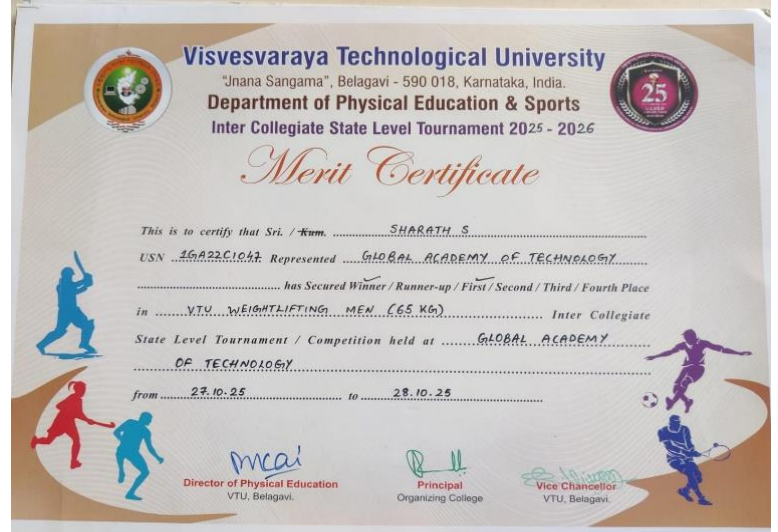 Visvesvaraya Technological University
"Jnana Sangama", Belagavi - 590 018, Karnataka, India.
Department of Physical Education & Sports
Inter Collegiate State Level Tournament 2025 - 2026
25
Merit Certificate
This is to certify that Sri. / Kum. SHARATH S
USN 1GA22CI047 Represented GLOBAL ACADEMY OF TECHNOLOGY
has Secured Winner / Runner-up / First / Second / Third / Fourth Place
in VTU WEIGHTLIFTING MEN (65 KG) Inter Collegiate
State Level Tournament / Competition held at GLOBAL ACADEMY
OF TECHNOLOGY
from 27.10.25 to 28.10.25
Director of Physical Education
VTU, Belagavi.
Principal
Organizing College
Vice Chancellor
VTU, Belagavi.